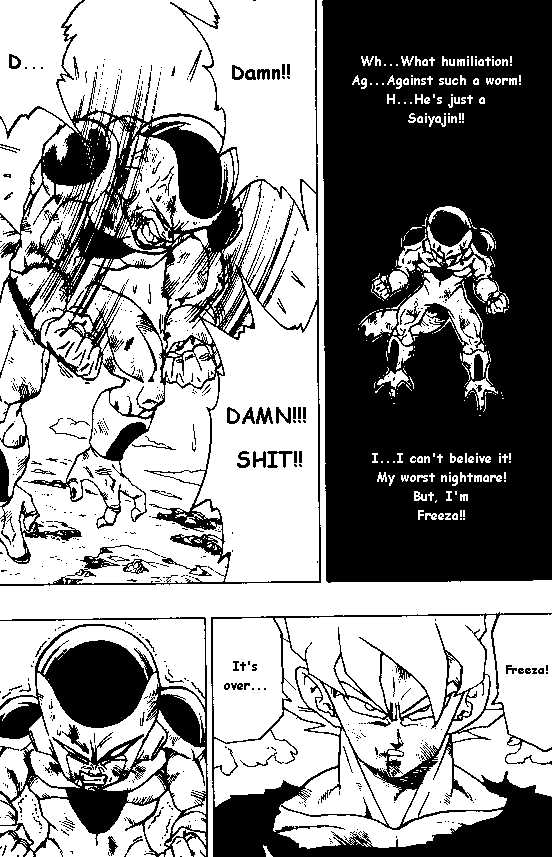 D...
Damn!!
DAMN!!!
SHIT!!
Wh...What humiliation!
Ag...Against such a worm!
H...He's just a
Saiyajin!!
I...I can't beleive it!
My worst nightmare!
But, I'm
Freeza!!
It's
over...
Freeza!